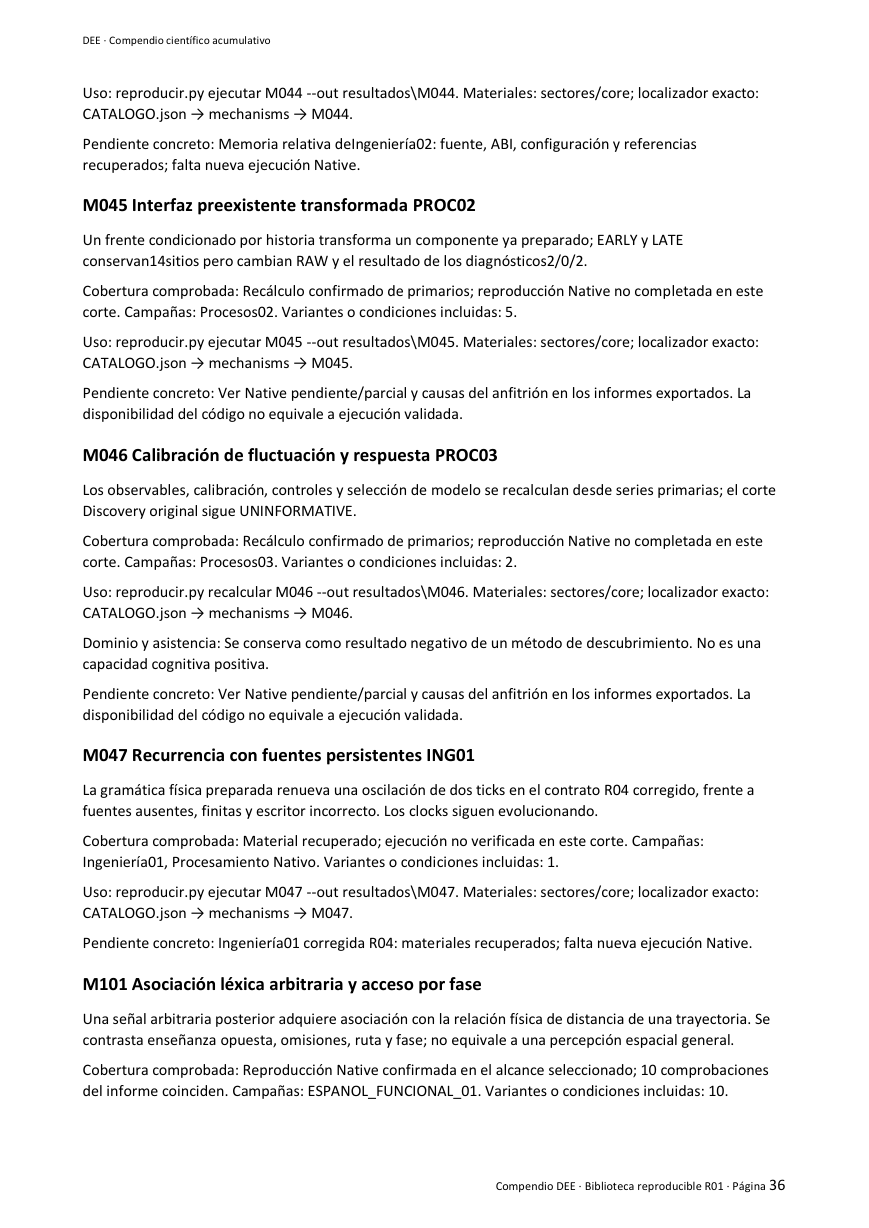 DEE · Compendio científico acumulativo
Uso: reproducir.py ejecutar M044 --out resultados\M044. Materiales: sectores/core; localizador exacto:
CATALOGO.json → mechanisms → M044.
Pendiente concreto: Memoria relativa deIngeniería02: fuente, ABI, configuración y referencias
recuperados; falta nueva ejecución Native.
M045 Interfaz preexistente transformada PROC02
Un frente condicionado por historia transforma un componente ya preparado; EARLY y LATE
conservan14sitios pero cambian RAW y el resultado de los diagnósticos2/0/2.
Cobertura comprobada: Recálculo confirmado de primarios; reproducción Native no completada en este
corte. Campañas: Procesos02. Variantes o condiciones incluidas: 5.
Uso: reproducir.py ejecutar M045 --out resultados\M045. Materiales: sectores/core; localizador exacto:
CATALOGO.json → mechanisms → M045.
Pendiente concreto: Ver Native pendiente/parcial y causas del anfitrión en los informes exportados. La
disponibilidad del código no equivale a ejecución validada.
M046 Calibración de fluctuación y respuesta PROC03
Los observables, calibración, controles y selección de modelo se recalculan desde series primarias; el corte
Discovery original sigue UNINFORMATIVE.
Cobertura comprobada: Recálculo confirmado de primarios; reproducción Native no completada en este
corte. Campañas: Procesos03. Variantes o condiciones incluidas: 2.
Uso: reproducir.py recalcular M046 --out resultados\M046. Materiales: sectores/core; localizador exacto:
CATALOGO.json → mechanisms → M046.
Dominio y asistencia: Se conserva como resultado negativo de un método de descubrimiento. No es una
capacidad cognitiva positiva.
Pendiente concreto: Ver Native pendiente/parcial y causas del anfitrión en los informes exportados. La
disponibilidad del código no equivale a ejecución validada.
M047 Recurrencia con fuentes persistentes ING01
La gramática física preparada renueva una oscilación de dos ticks en el contrato R04 corregido, frente a
fuentes ausentes, finitas y escritor incorrecto. Los clocks siguen evolucionando.
Cobertura comprobada: Material recuperado; ejecución no verificada en este corte. Campañas:
Ingeniería01, Procesamiento Nativo. Variantes o condiciones incluidas: 1.
Uso: reproducir.py ejecutar M047 --out resultados\M047. Materiales: sectores/core; localizador exacto:
CATALOGO.json → mechanisms → M047.
Pendiente concreto: Ingeniería01 corregida R04: materiales recuperados; falta nueva ejecución Native.
M101 Asociación léxica arbitraria y acceso por fase
Una señal arbitraria posterior adquiere asociación con la relación física de distancia de una trayectoria. Se
contrasta enseñanza opuesta, omisiones, ruta y fase; no equivale a una percepción espacial general.
Cobertura comprobada: Reproducción Native confirmada en el alcance seleccionado; 10 comprobaciones
del informe coinciden. Campañas: ESPANOL_FUNCIONAL_01. Variantes o condiciones incluidas: 10.
Compendio DEE · Biblioteca reproducible R01 · Página 36